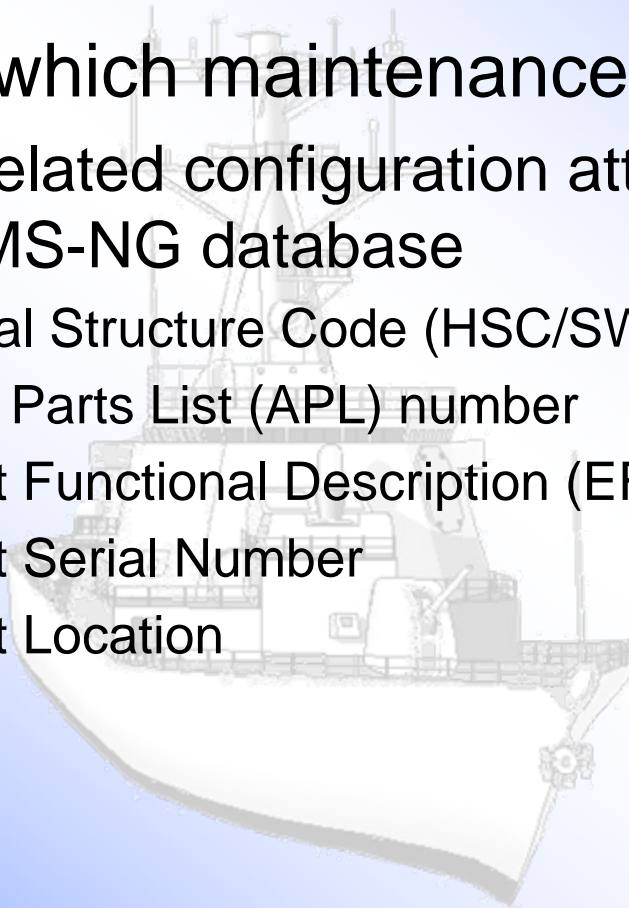 which maintenance
elated configuration att
MS-NG database
al Structure Code (HSC/SW
Parts List (APL) number
t Functional Description (EF
t Serial Number
t Location